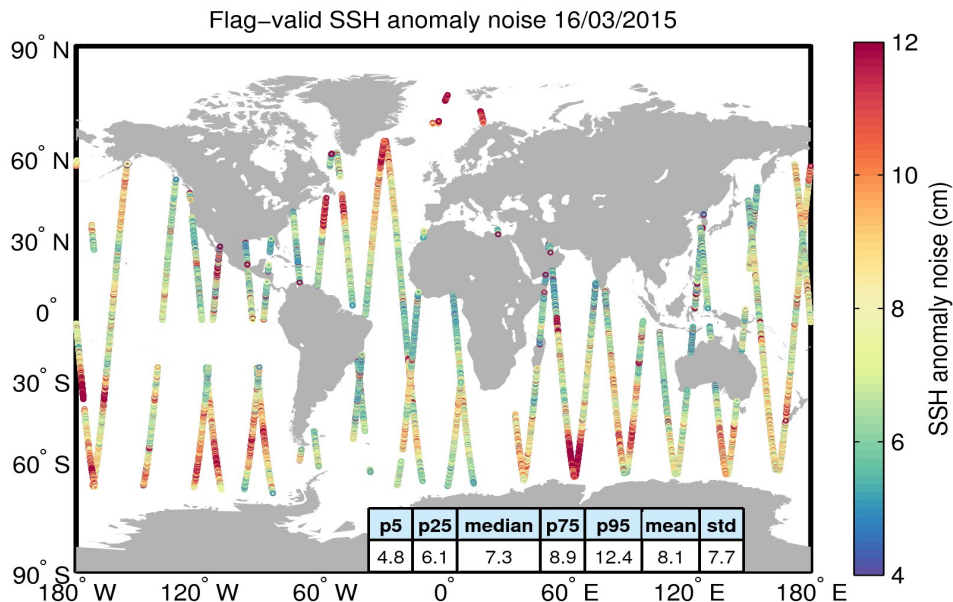 Flag−valid SSH anomaly noise 16/03/2015
90° N
60° N
30° N
0°
30° S
60° S
90° S
180° W
120° W
60° W
0°
60° E
120° E
180° E
p5 p25 median p75 p95 mean std
4.8 6.1 7.3 8.9 12.4 8.1 7.7
12
10
8
6
4
SSH anomaly noise (cm)